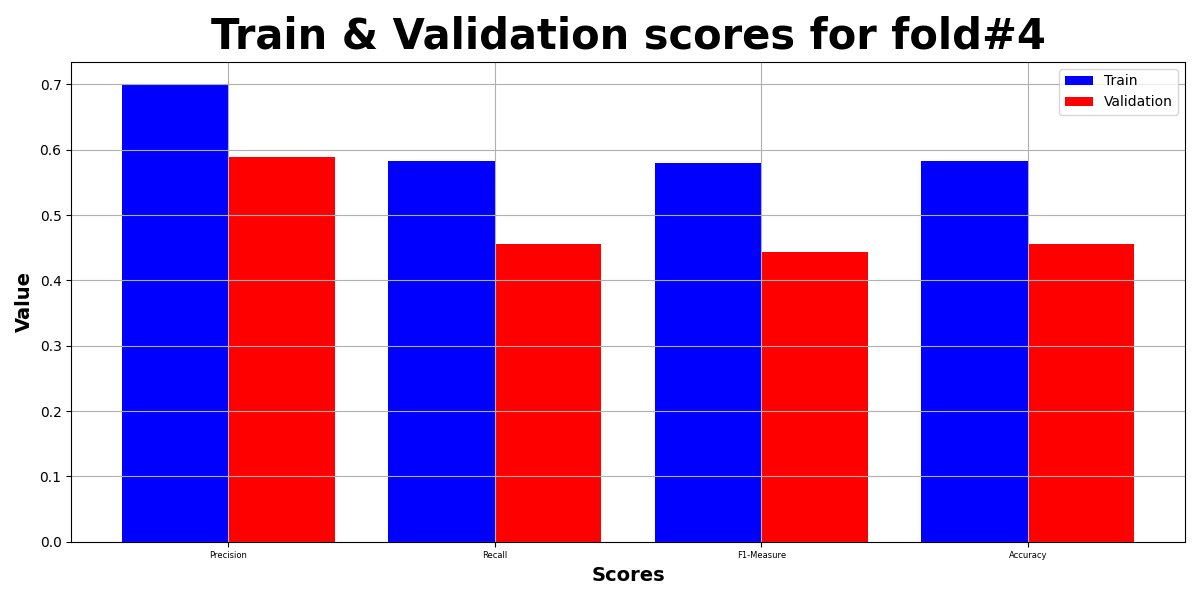 Train & Validation scores for fold#4
Train
Validation
Value
0.7
0.6
0.5
0.4
0.3
0.2
0.1
0.0
Precision Recall F1-Measure Accuracy
Scores